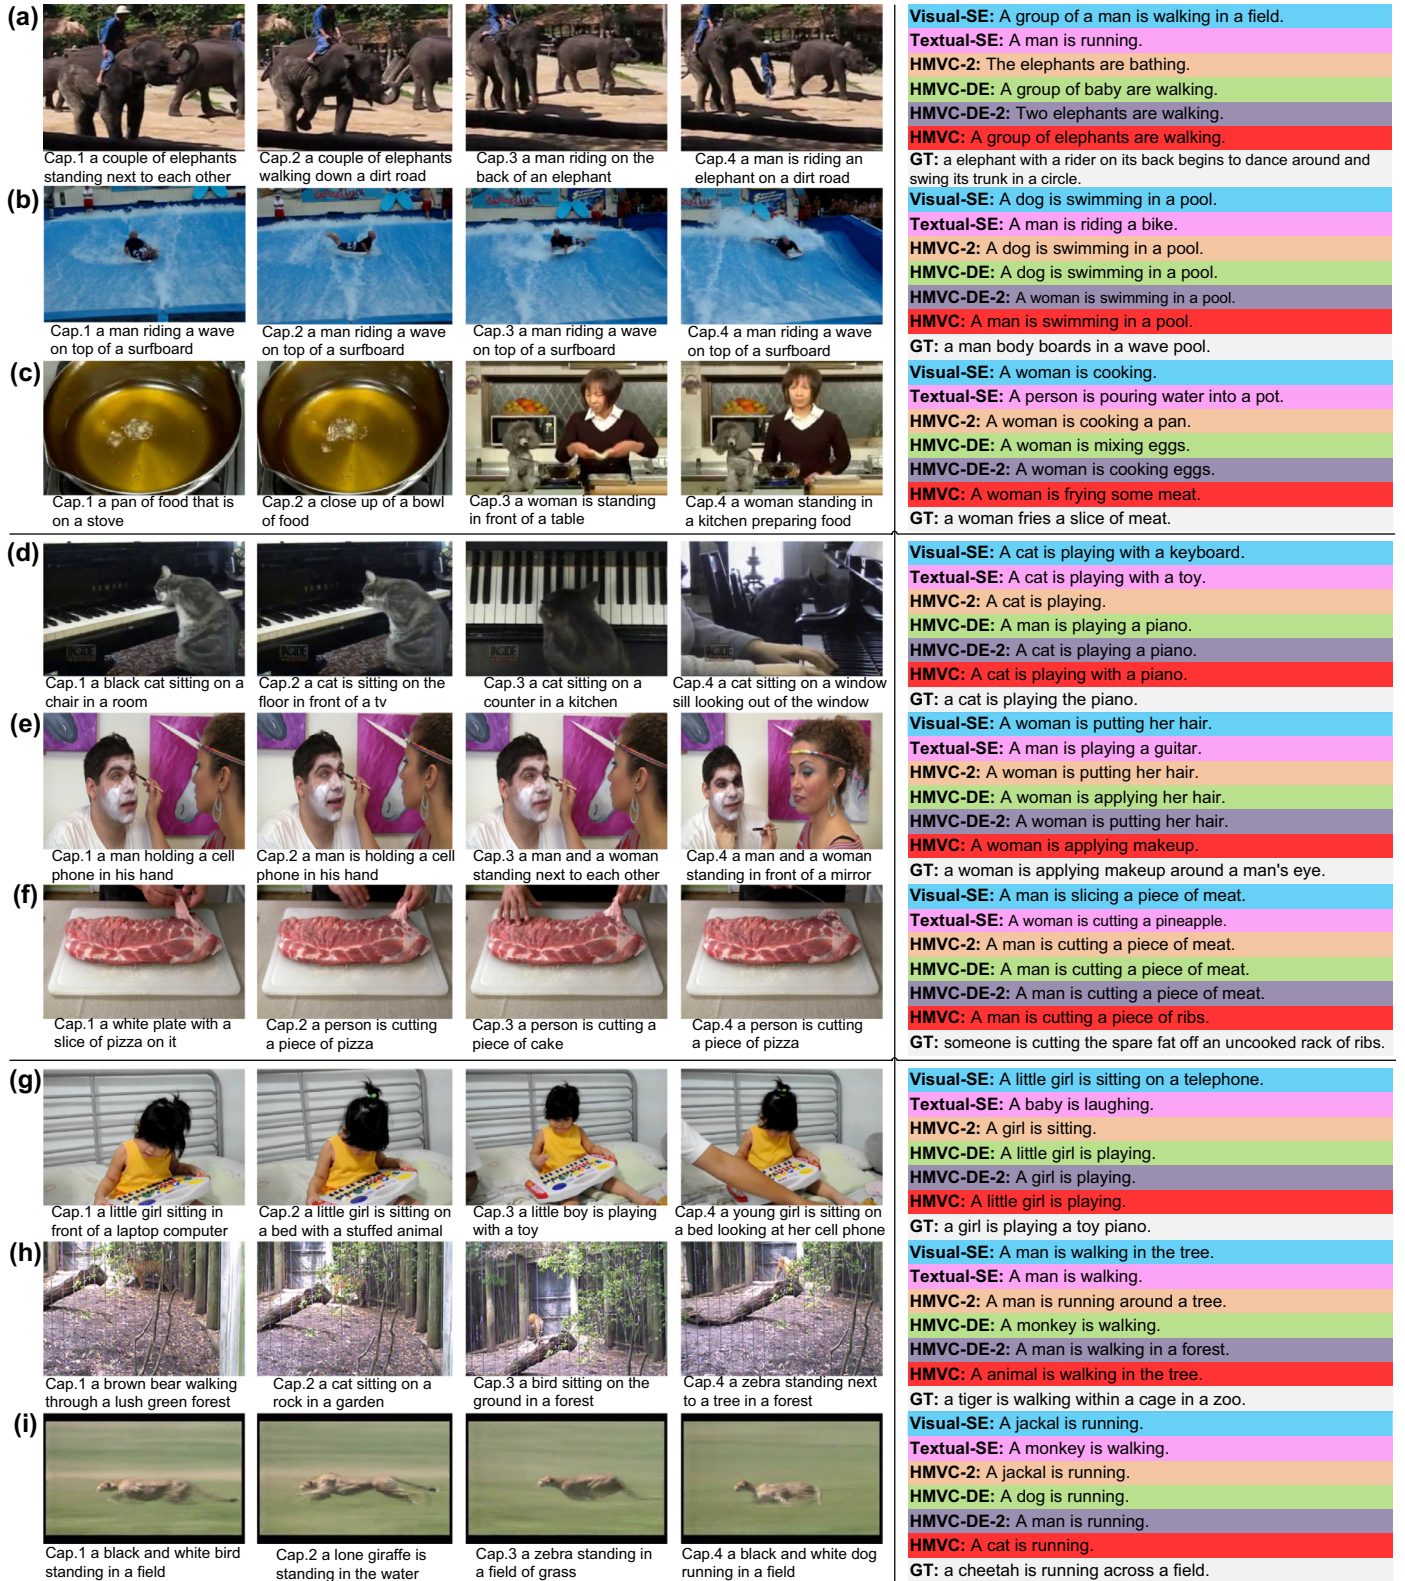 (a)
Cap.1 a couple of elephants
standing next to each other
Cap.2 a couple of elephants
walking down a dirt road
Cap.3 a man riding on the
back of an elephant
Cap.4 a man is riding an
elephant on a dirt road
Visual-SE: A group of a man is walking in a field.
Textual-SE: A man is running.
HMVC-2: The elephants are bathing.
HMVC-DE: A group of baby are walking.
HMVC-DE-2: Two elephants are walking.
HMVC: A group of elephants are walking.
GT: a elephant with a rider on its back begins to dance around and
swing its trunk in a circle.
(b)
Cap.1 a man riding a wave
on top of a surfboard
Cap.2 a man riding a wave
on top of a surfboard
Cap.3 a man riding a wave
on top of a surfboard
Cap.4 a man riding a wave
on top of a surfboard
Visual-SE: A dog is swimming in a pool.
Textual-SE: A man is riding a bike.
HMVC-2: A dog is swimming in a pool.
HMVC-DE: A dog is swimming in a pool.
HMVC-DE-2: A woman is swimming in a pool.
HMVC: A man is swimming in a pool.
GT: a man body boards in a wave pool.
(c)
Cap.1 a pan of food that is
on a stove
Cap.2 a close up of a bowl
of food
Cap.3 a woman is standing
in front of a table
Cap.4 a woman standing in
a kitchen preparing food
Visual-SE: A woman is cooking.
Textual-SE: A person is pouring water into a pot.
HMVC-2: A woman is cooking a pan.
HMVC-DE: A woman is mixing eggs.
HMVC-DE-2: A woman is cooking eggs.
HMVC: A woman is frying some meat.
GT: a woman fries a slice of meat.
(d)
Cap.1 a black cat sitting on a
chair in a room
Cap.2 a cat is sitting on the
floor in front of a tv
Cap.3 a cat sitting on a
counter in a kitchen
Cap.4 a cat sitting on a window
sill looking out of the window
Visual-SE: A cat is playing with a keyboard.
Textual-SE: A cat is playing with a toy.
HMVC-2: A cat is playing.
HMVC-DE: A man is playing a piano.
HMVC-DE-2: A cat is playing a piano.
HMVC: A cat is playing with a piano.
GT: a cat is playing the piano.
(e)
Cap.1 a man holding a cell
phone in his hand
Cap.2 a man is holding a cell
phone in his hand
Cap.3 a man and a woman
standing next to each other
Cap.4 a man and a woman
standing in front of a mirror
Visual-SE: A woman is putting her hair.
Textual-SE: A man is playing a guitar.
HMVC-2: A woman is putting her hair.
HMVC-DE: A woman is applying her hair.
HMVC-DE-2: A woman is putting her hair.
HMVC: A woman is applying makeup.
GT: a woman is applying makeup around a man's eye.
(f)
Cap.1 a white plate with a
slice of pizza on it
Cap.2 a person is cutting
a piece of pizza
Cap.3 a person is cutting a
piece of cake
Cap.4 a person is cutting
a piece of pizza
Visual-SE: A man is slicing a piece of meat.
Textual-SE: A woman is cutting a pineapple.
HMVC-2: A man is cutting a piece of meat.
HMVC-DE: A man is cutting a piece of meat.
HMVC-DE-2: A man is cutting a piece of meat.
HMVC: A man is cutting a piece of ribs.
GT: someone is cutting the spare fat off an uncooked rack of ribs.
(g)
Cap.1 a little girl sitting in
front of a laptop computer
Cap.2 a little girl is sitting on
a bed with a stuffed animal
Cap.3 a little boy is playing
with a toy
Cap.4 a young girl is sitting on
a bed looking at her cell phone
Visual-SE: A little girl is sitting on a telephone.
Textual-SE: A baby is laughing.
HMVC-2: A girl is sitting.
HMVC-DE: A little girl is playing.
HMVC-DE-2: A girl is playing.
HMVC: A little girl is playing.
GT: a girl is playing a toy piano.
(h)
Cap.1 a brown bear walking
through a lush green forest
Cap.2 a cat sitting on a
rock in a garden
Cap.3 a bird sitting on the
ground in a forest
Cap.4 a zebra standing next
to a tree in a forest
Visual-SE: A man is walking in the tree.
Textual-SE: A man is walking.
HMVC-2: A man is running around a tree.
HMVC-DE: A monkey is walking.
HMVC-DE-2: A man is walking in a forest.
HMVC: A animal is walking in the tree.
GT: a tiger is walking within a cage in a zoo.
(i)
Cap.1 a black and white bird
standing in a field
Cap.2 a lone giraffe is
standing in the water
Cap.3 a zebra standing in
a field of grass
Cap.4 a black and white dog
running in a field
Visual-SE: A jackal is running.
Textual-SE: A monkey is walking.
HMVC-2: A jackal is running.
HMVC-DE: A dog is running.
HMVC-DE-2: A man is running.
HMVC: A cat is running.
GT: a cheetah is running across a field.